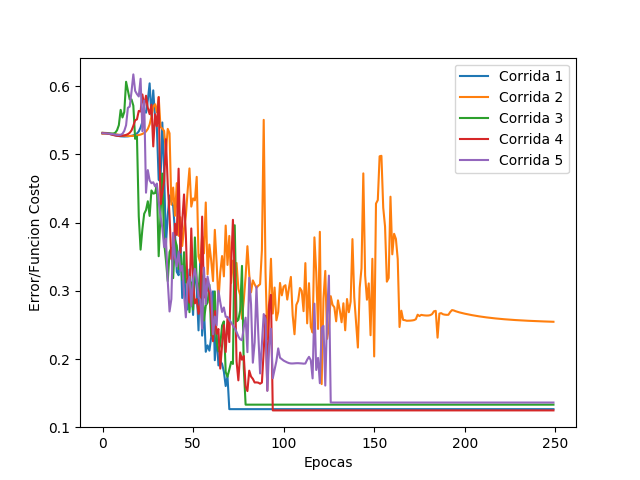 Error/Funcion Costo
0.6
0.5
0.4
0.3
0.2
0.1
Corrida 1
Corrida 2
Corrida 3
Corrida 4
Corrida 5
0 50 100 150 200 250
Epocas